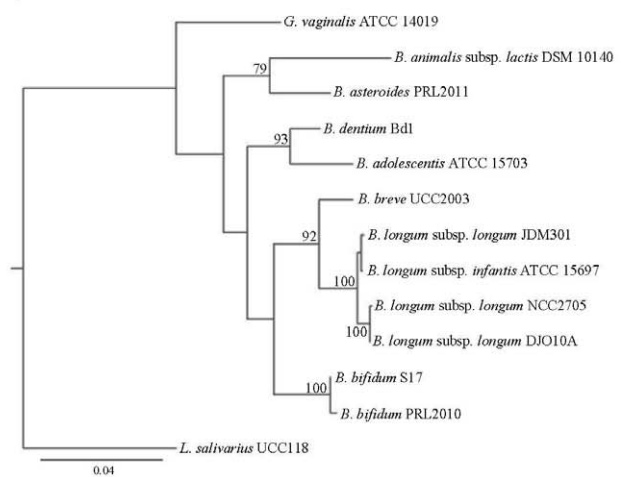 G. vaginalis ATCC 14019
B. animalis subsp. lactis DSM 10140
79
B. asteroides PRL2011
B. dentium Bd1
93
B. adolescentis ATCC 15703
B. breve UCC2003
92
B. longum subsp. longum JDM301
B. longum subsp. infantis ATCC 15697
100
B. longum subsp. longum NCC2705
100
B. longum subsp. longum DJO10A
B. bifidum S17
100
B. bifidum PRL2010
L. salivarius UCC118
0.04